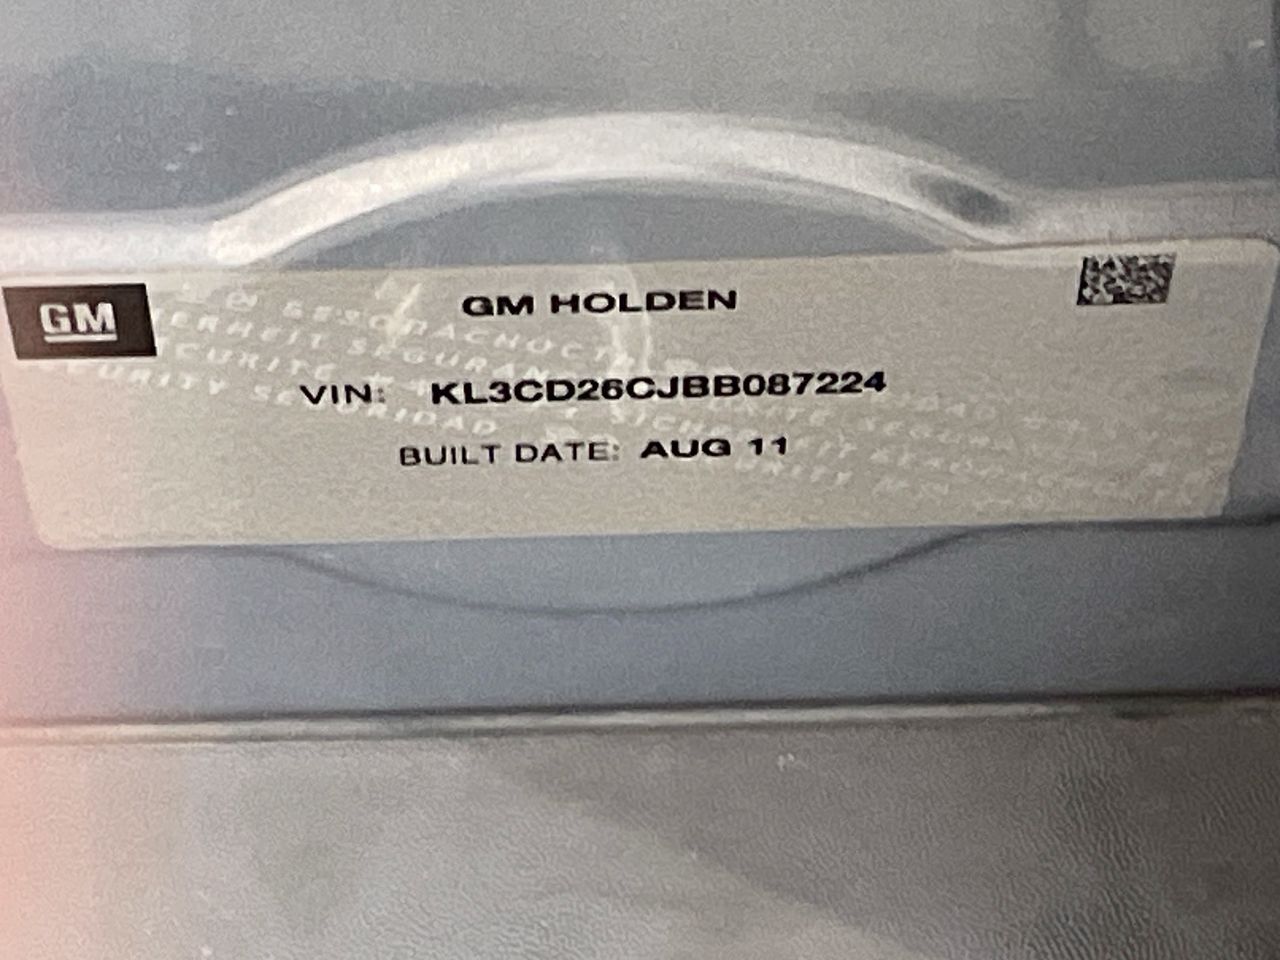 GM
GM HOLDEN
VIN: KL3CD26CJBB087224
BUILT DATE: AUG 11